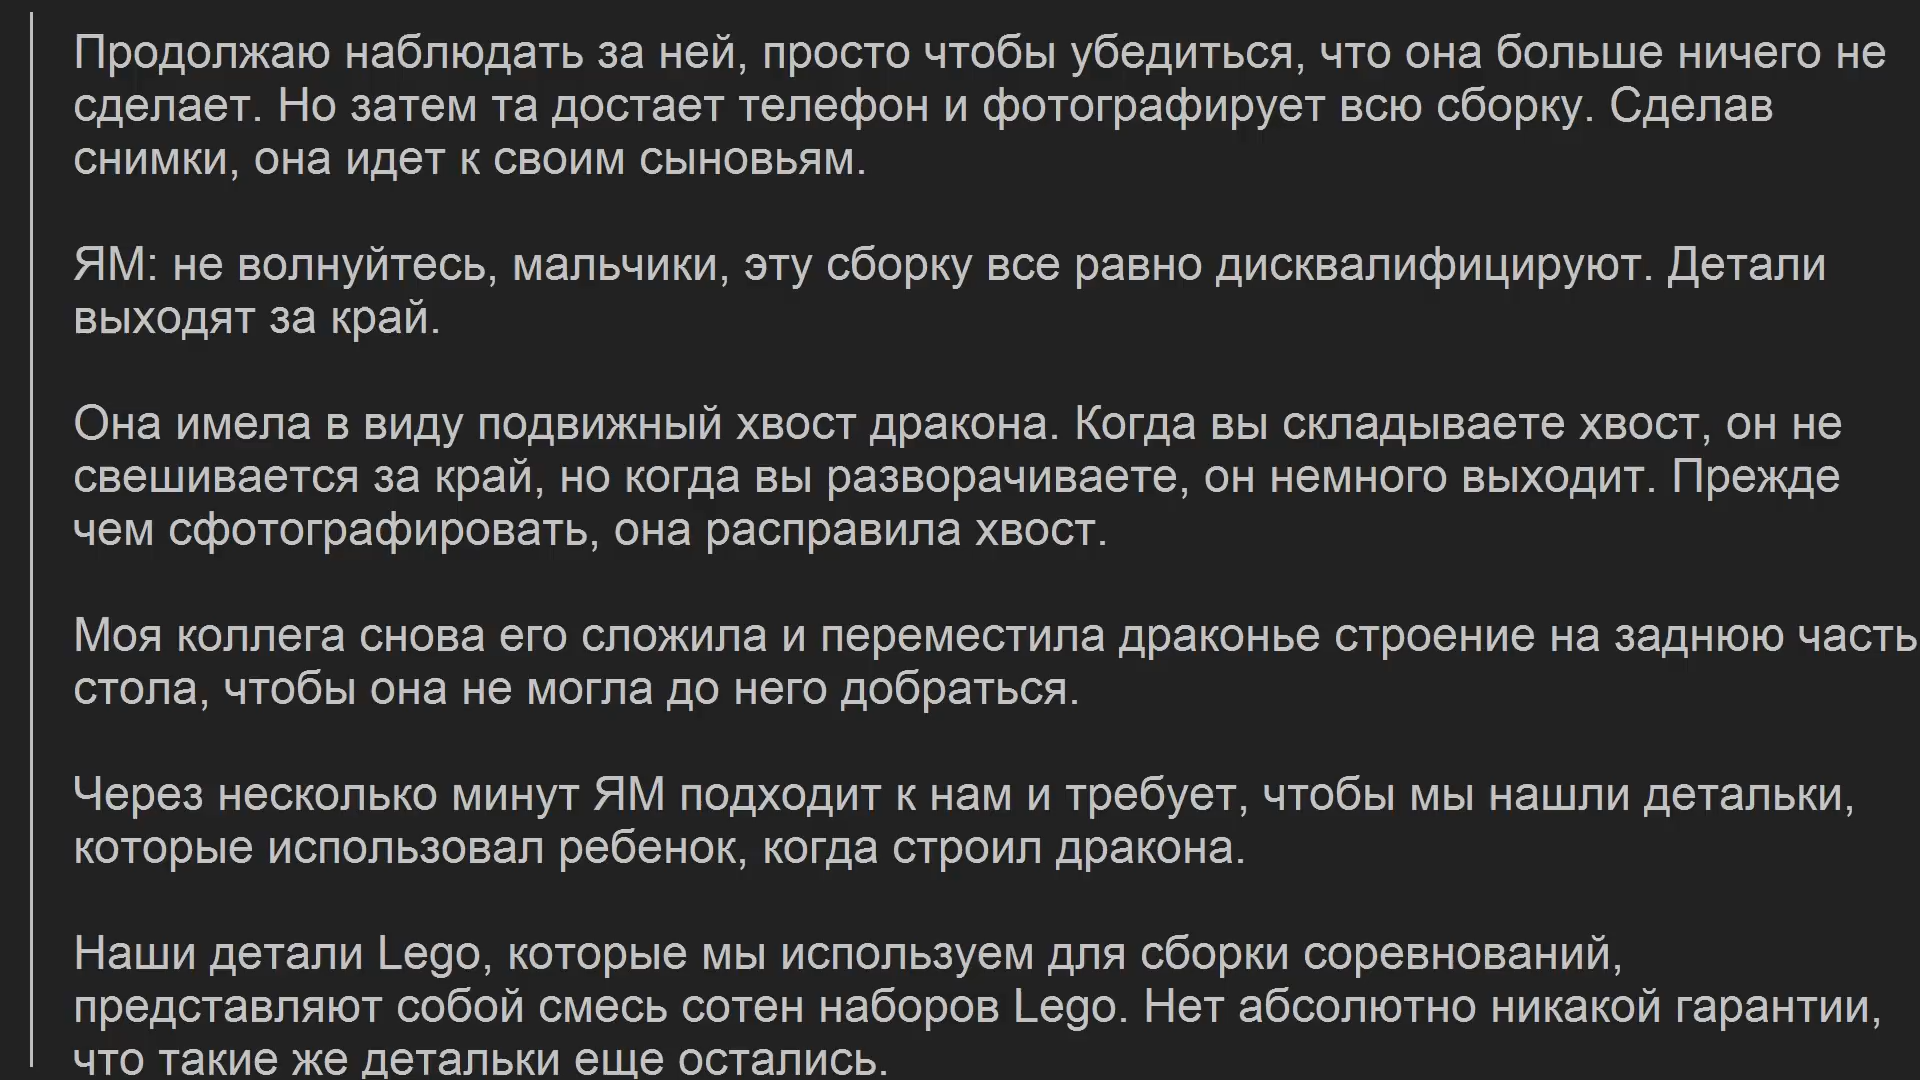 Продолжаю наблюдать за ней, просто чтобы убедиться, что она больше ничего не
сделает. Но затем та достает телефон и фотографирует всю сборку. Сделав
снимки, она идет к своим сыновьям.
ЯМ: не волнуйтесь, мальчики, эту сборку все равно дисквалифицируют. Детали
выходят за край.
Она имела в виду подвижный хвост дракона. Когда вы складываете хвост, он не
свешивается за край, но когда вы разворачиваете, он немного выходит. Прежде
чем сфотографировать, она расправила хвост.
Моя коллега снова его сложила и переместила драконье строение на заднюю часть
стола, чтобы она не могла до него добраться.
Через несколько минут ЯМ подходит к нам и требует, чтобы мы нашли детальки,
которые использовал ребенок, когда строил дракона.
Наши детали Lego, которые мы используем для сборки соревнований,
представляют собой смесь сотен наборов Lego. Нет абсолютно никакой гарантии,
что такие же детальки еще остались.